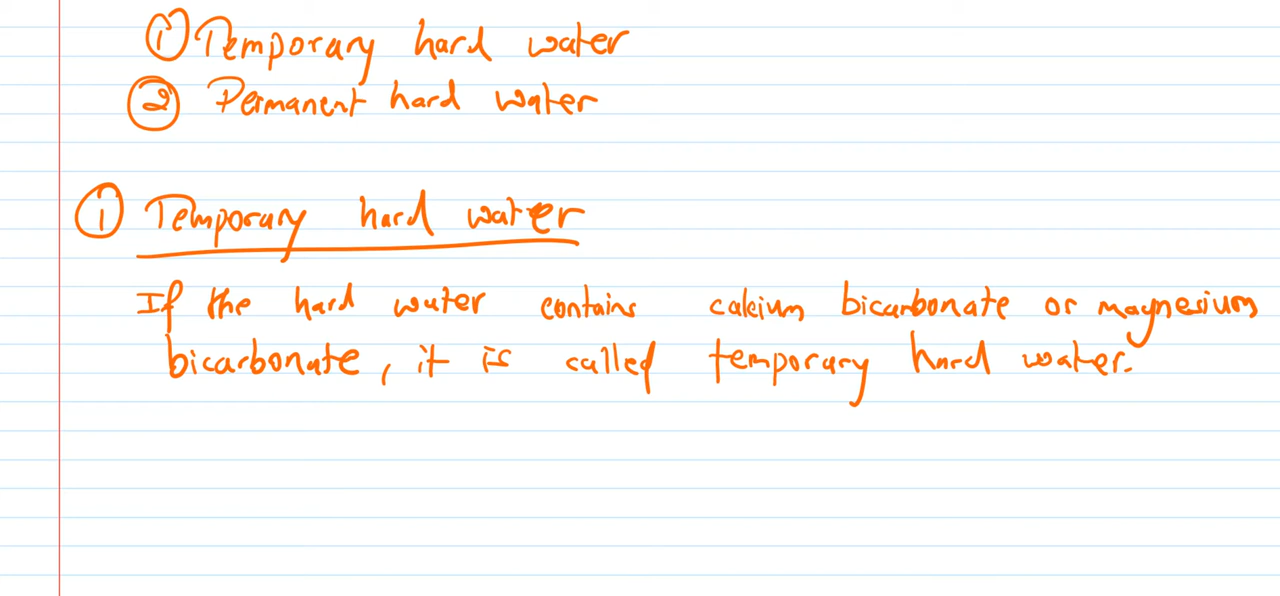 ① Temporary hard water
② Permanent hard water
① Temporary hard water
If the hard water contains calcium bicarbonate or magnesium
bicarbonate, it is called temporary hard water.